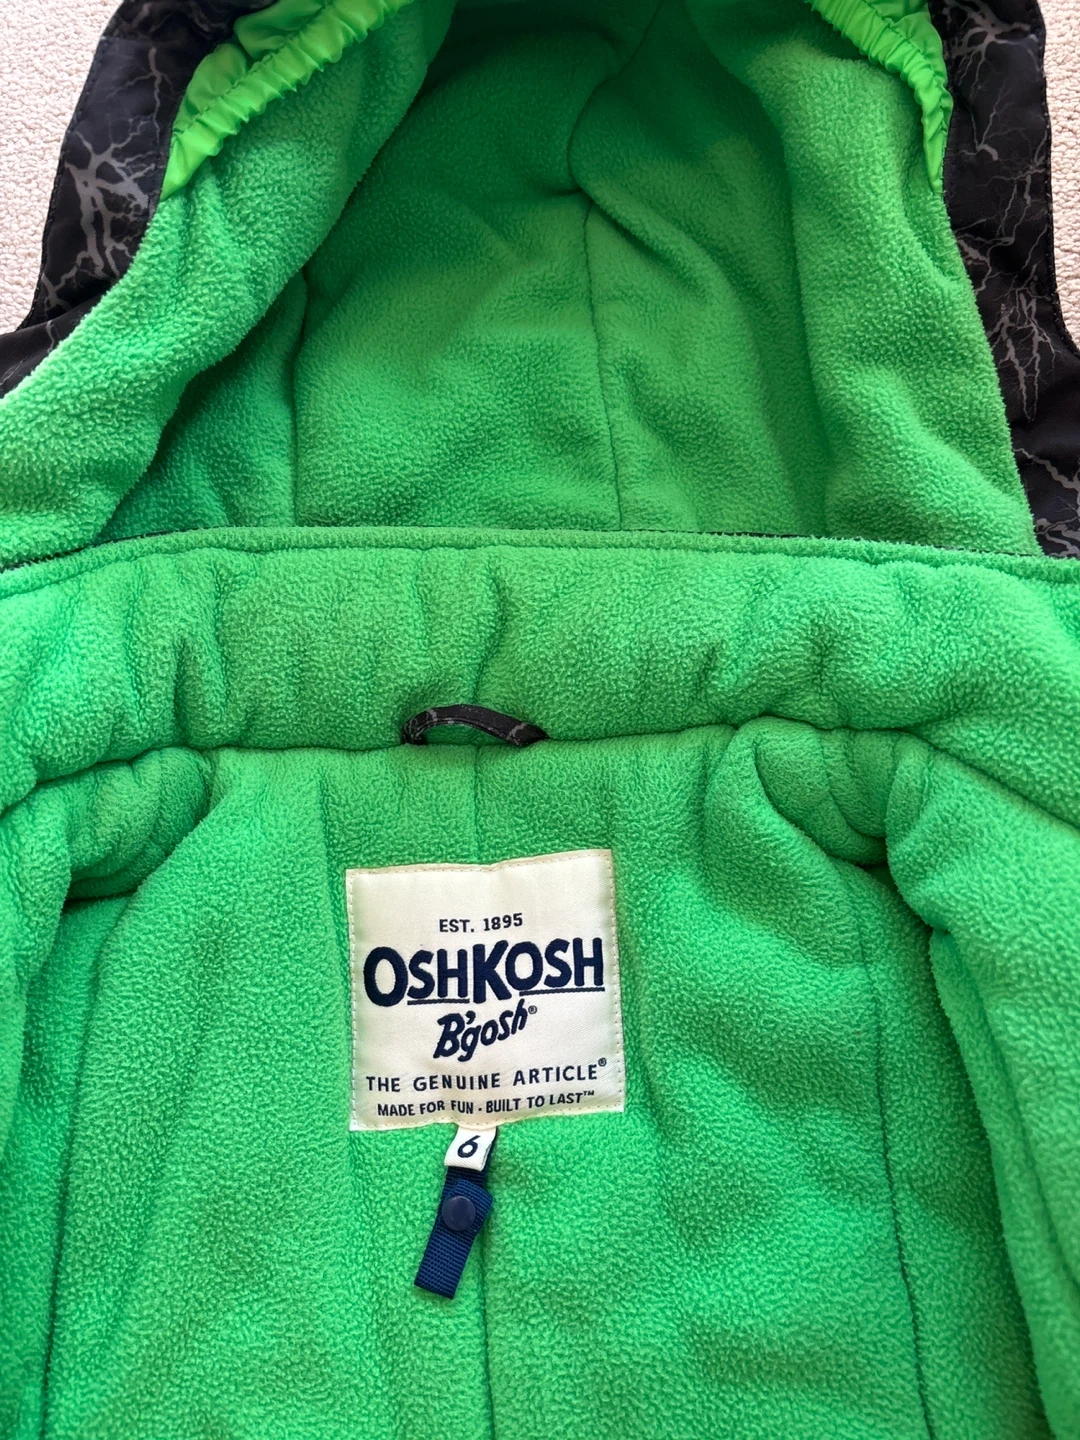 EST. 1895
OSHKOSH
B'gosh®
THE GENUINE ARTICLE®
MADE FOR FUN · BUILT TO LAST™
6